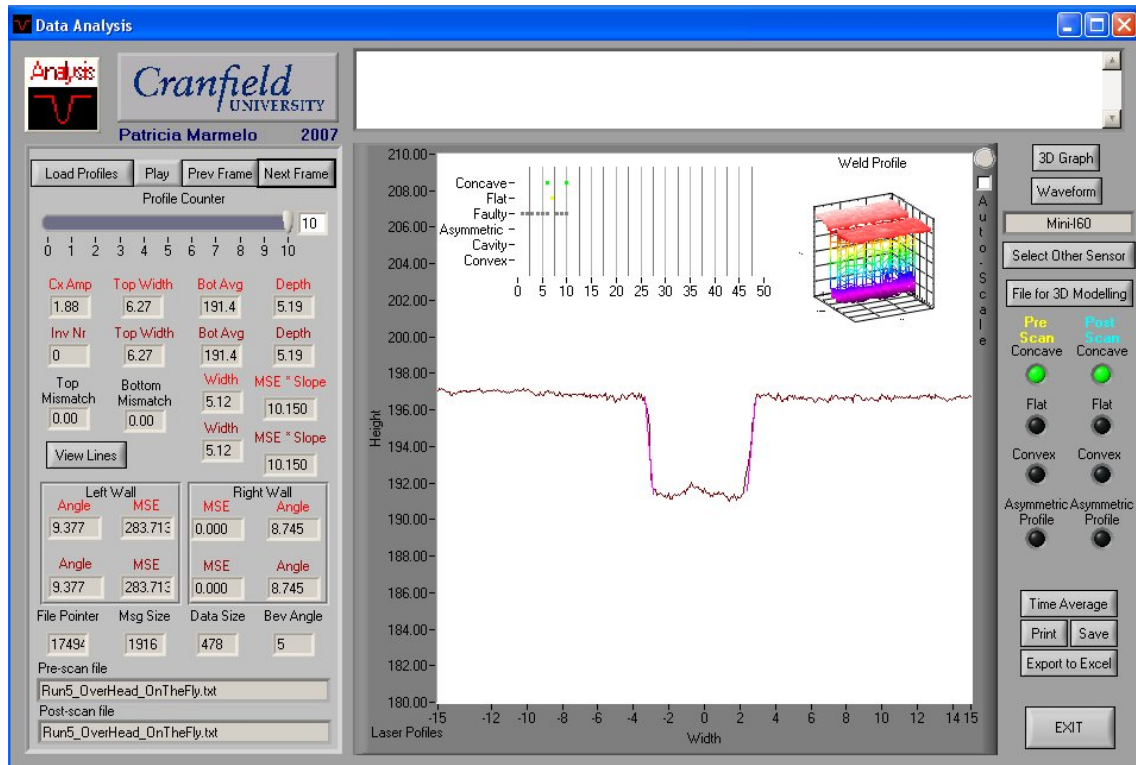 Data Analysis
Analysis
Cranfield
UNIVERSITY
Patricia Marmelo 2007
Load Profiles Play Prev Frame Next Frame
Profile Counter
10
0 1 2 3 4 5 6 7 8 9 10
Cx Amp Top Width Bot Avg Depth
1.88 6.27 191.4 5.19
Inv Nr Top Width Bot Avg Depth
0 6.27 191.4 5.19
Top Mismatch Bottom Mismatch Width MSE * Slope
0.00 0.00 5.12 10.150
Width MSE * Slope
5.12 10.150
View Lines
Left Wall Right Wall
Angle MSE MSE Angle
9.377 283.713 0.000 8.745
Angle MSE MSE Angle
9.377 283.713 0.000 8.745
File Pointer Msg Size Data Size Bev Angle
17494 1916 478 5
Pre-scan file
Run5_OverHead_OnTheFly.txt
Post-scan file
Run5_OverHead_OnTheFly.txt
210.00
208.00
206.00
204.00
202.00
200.00
198.00
196.00
194.00
192.00
190.00
188.00
186.00
184.00
182.00
180.00
Height
-15 -12 -10 -8 -6 -4 -2 0 2 4 6 8 10 12 14 15
Laser Pofiles
Width
Concave
Flat
Faulty
Asymmetric
Cavity
Convex
0 5 10 15 20 25 30 35 40 45 50
Weld Profile
Auto-Scale
3D Graph
Waveform
Mini-I60
Select Other Sensor
File for 3D Modelling
Pre Scan Post Scan
Concave Concave
Flat Flat
Convex Convex
Asymmetric Profile Asymmetric Profile
Time Average
Print Save
Export to Excel
EXIT